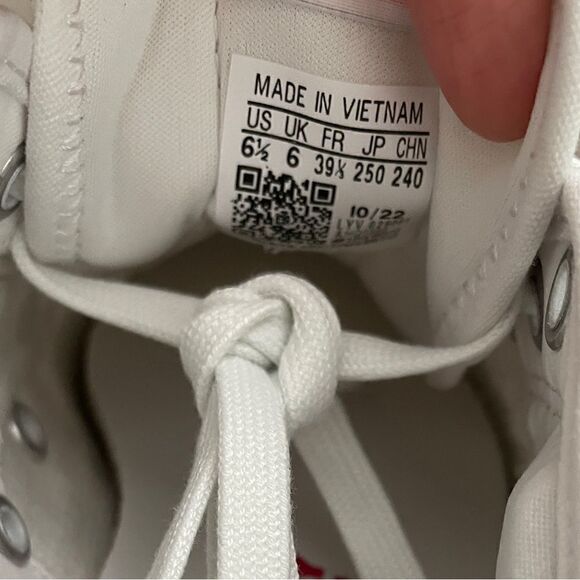 MADE IN VIETNAM
US UK FR JP CHN
6½ 6 39⅓ 250 240
10/22